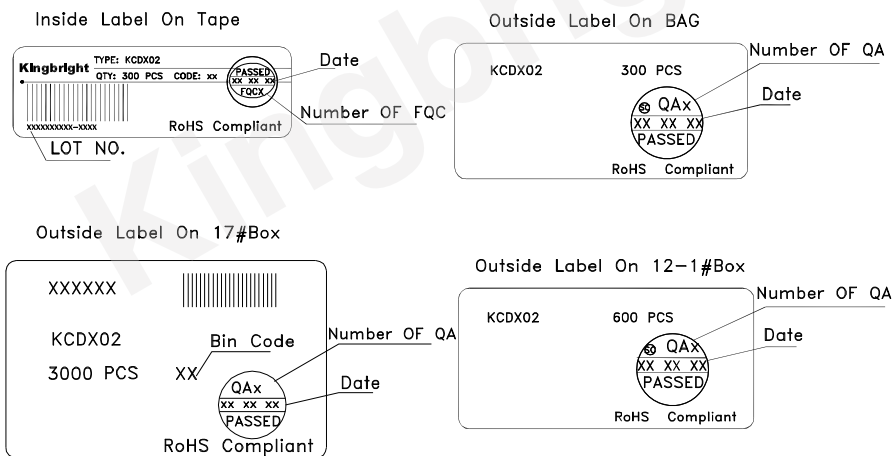 Inside Label On Tape
Kingbright
TYPE: KCDX02
QTY: 300 PCS CODE: xx
PASSED
XX XX XX
FQCX
Date
Number OF FQC
XXXXXXXXXX-XXXX
RoHS Compliant
LOT NO.
Outside Label On BAG
KCDX02 300 PCS
Number OF QA
SQ QAx
Date
XX XX XX
PASSED
RoHS Compliant
Outside Label On 17#Box
XXXXXX
KCDX02
Bin Code
Number OF QA
3000 PCS XX
QAx
Date
XX XX XX
PASSED
RoHS Compliant
Outside Label On 12-1#Box
KCDX02 600 PCS
Number OF QA
SQ QAx
Date
XX XX XX
PASSED
RoHS Compliant
Kingbright